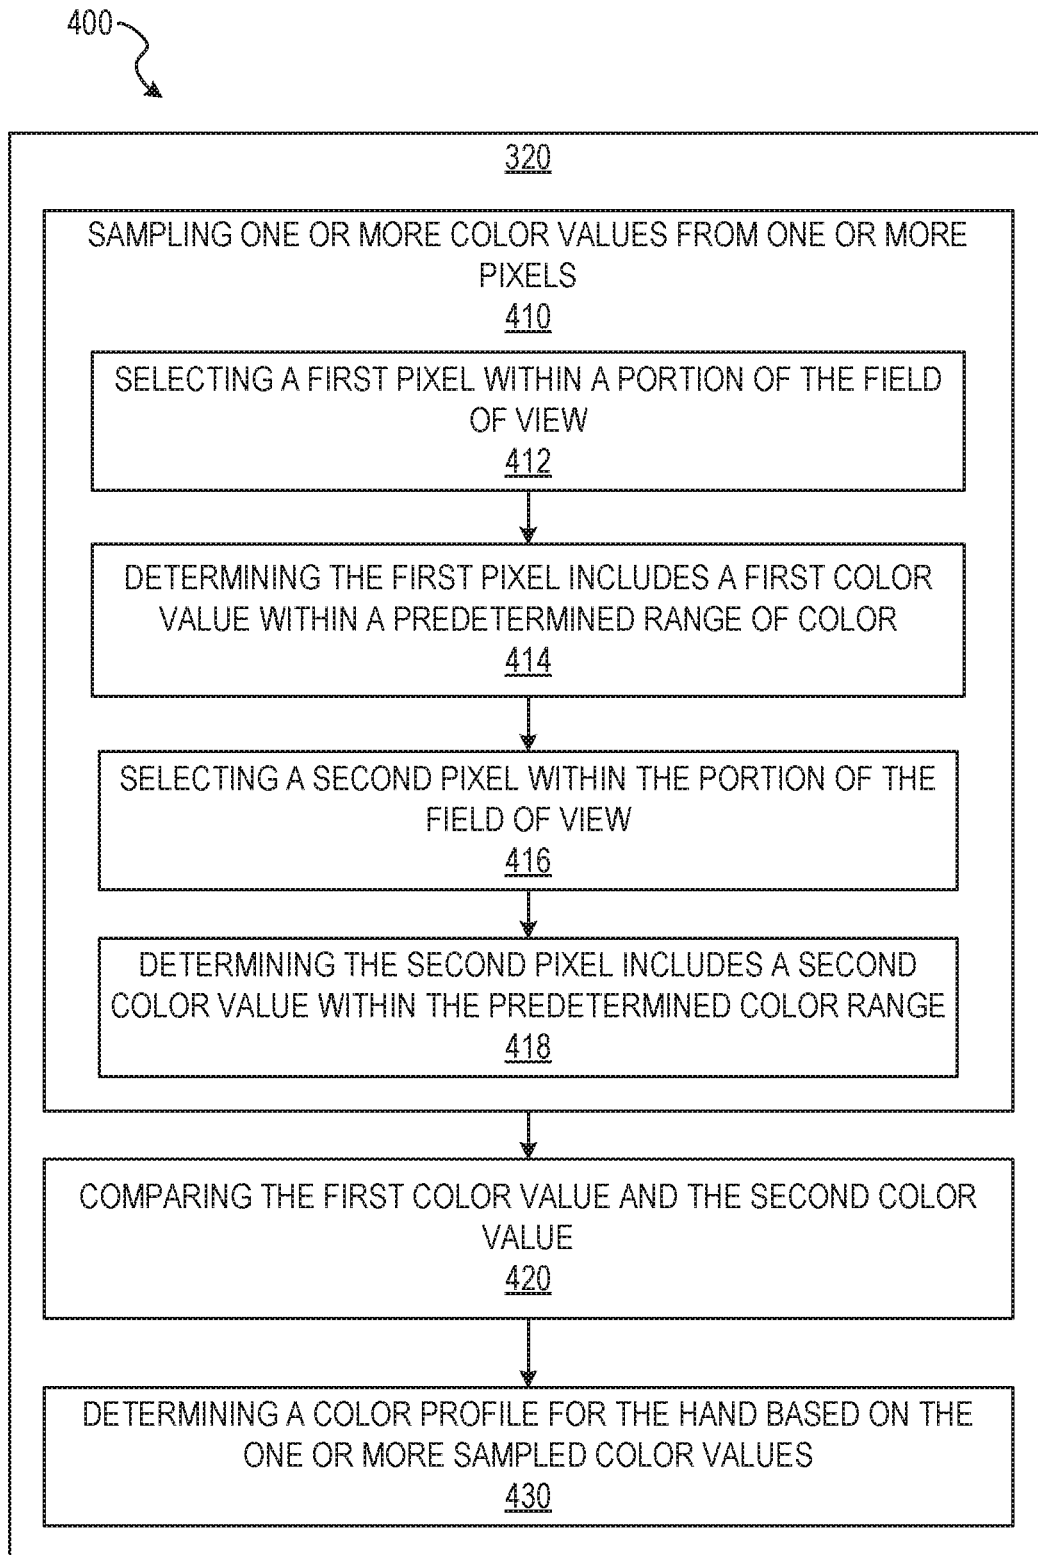 400
320
SAMPLING ONE OR MORE COLOR VALUES FROM ONE OR MORE
PIXELS
410
SELECTING A FIRST PIXEL WITHIN A PORTION OF THE FIELD
OF VIEW
412
DETERMINING THE FIRST PIXEL INCLUDES A FIRST COLOR
VALUE WITHIN A PREDETERMINED RANGE OF COLOR
414
SELECTING A SECOND PIXEL WITHIN THE PORTION OF THE
FIELD OF VIEW
416
DETERMINING THE SECOND PIXEL INCLUDES A SECOND
COLOR VALUE WITHIN THE PREDETERMINED COLOR RANGE
418
COMPARING THE FIRST COLOR VALUE AND THE SECOND COLOR
VALUE
420
DETERMINING A COLOR PROFILE FOR THE HAND BASED ON THE
ONE OR MORE SAMPLED COLOR VALUES
430